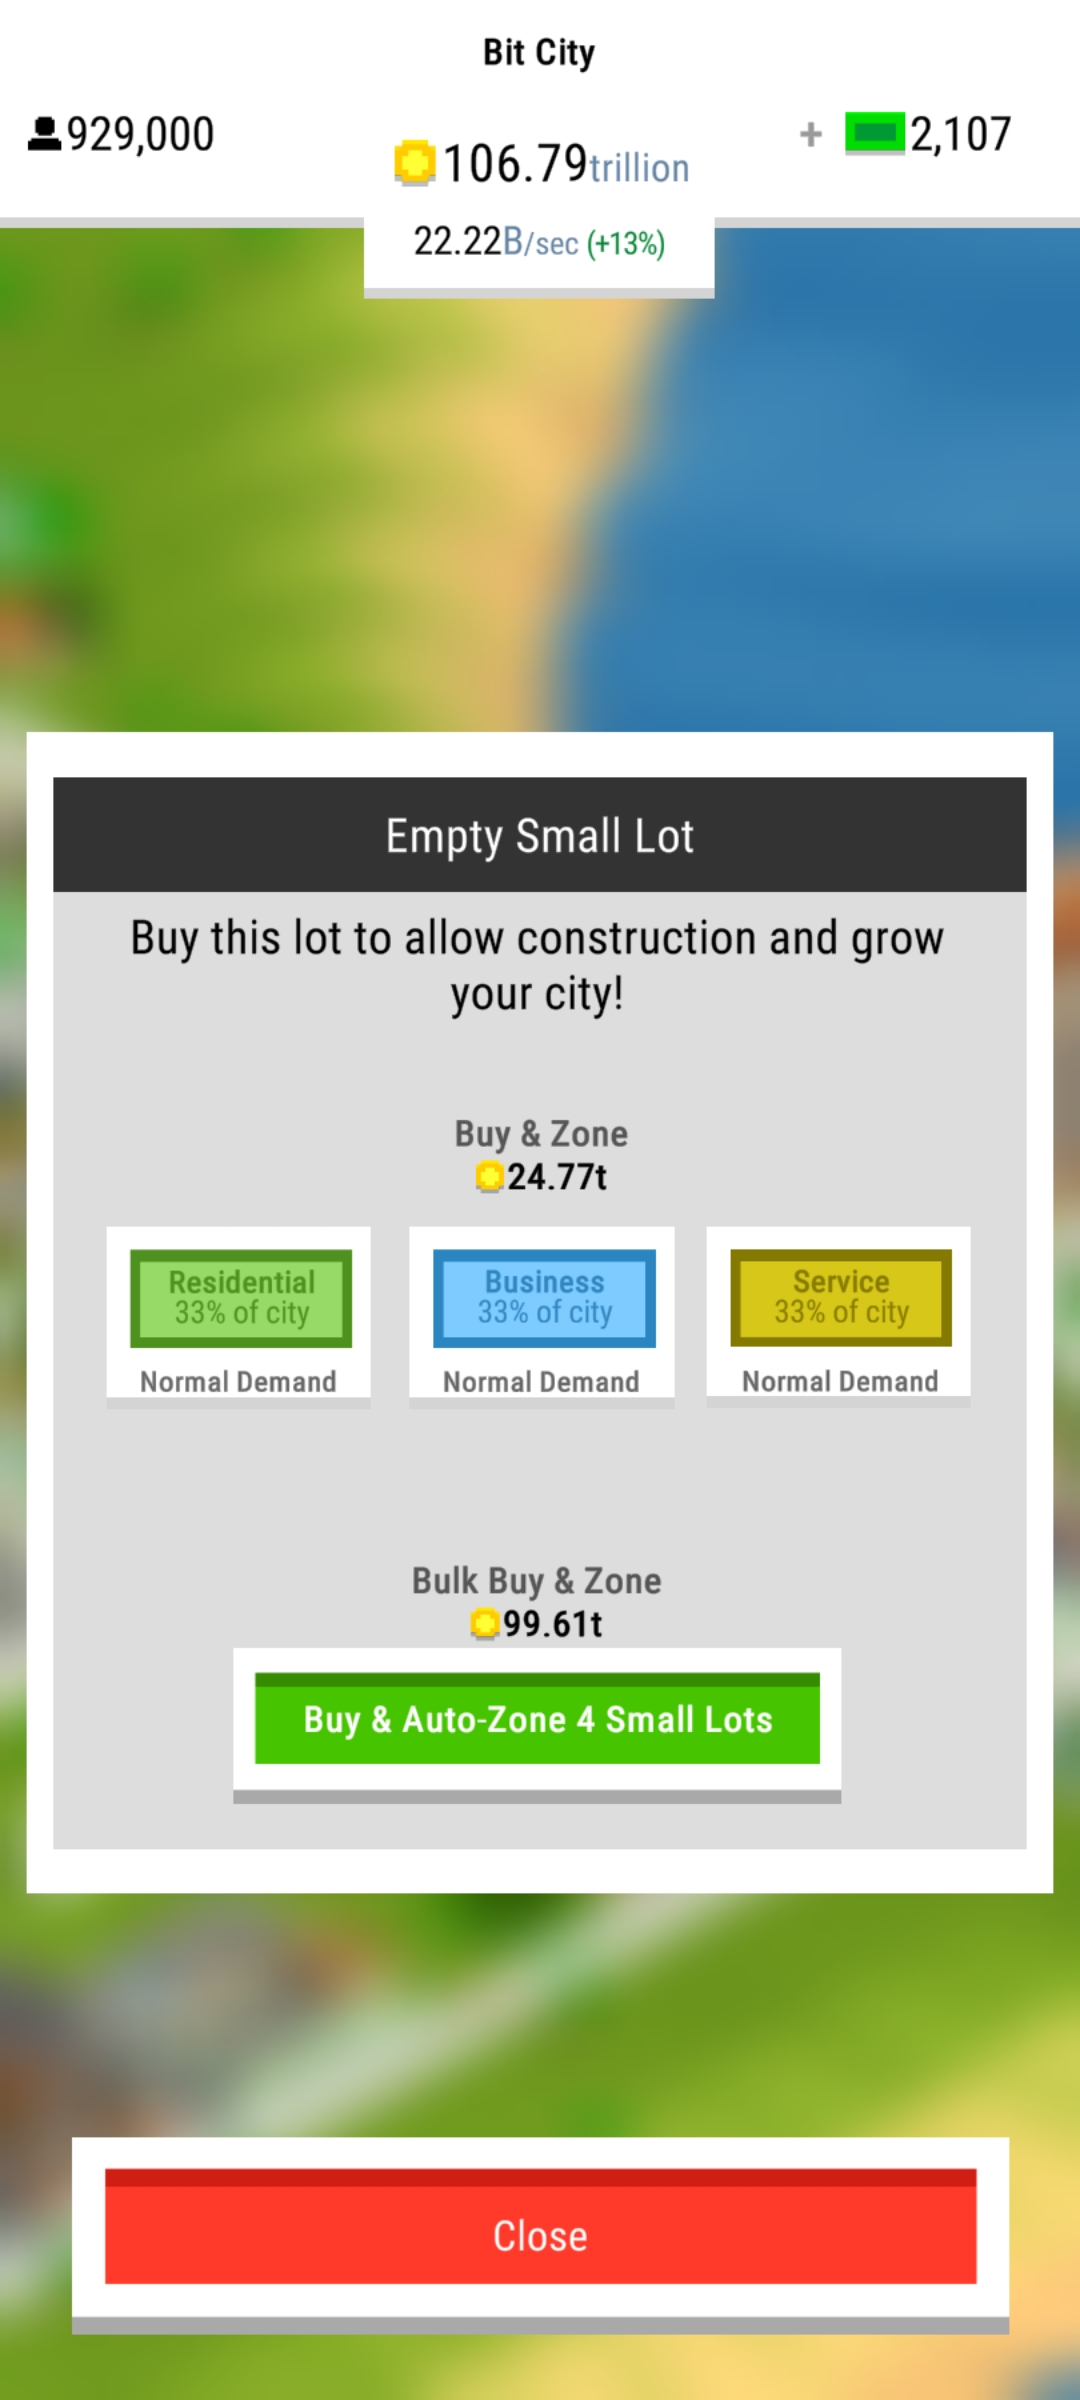 Bit City
929,000
106.79trillion
+ 2,107
22.22B/sec (+13%)
Empty Small Lot
Buy this lot to allow construction and grow
your city!
Buy & Zone
24.77t
Residential
33% of city
Normal Demand
Business
33% of city
Normal Demand
Service
33% of city
Normal Demand
Bulk Buy & Zone
99.61t
Buy & Auto-Zone 4 Small Lots
Close